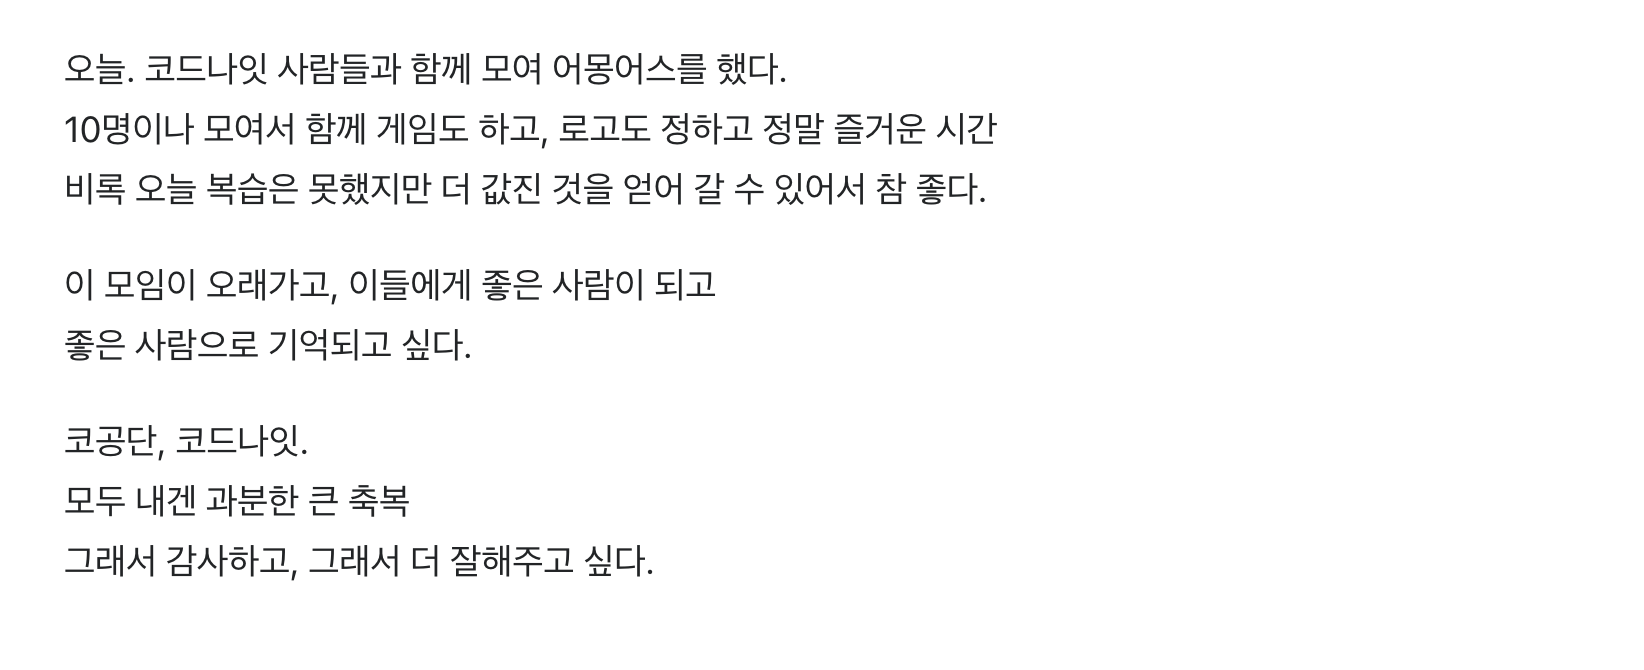 오늘. 코드나잇 사람들과 함께 모여 어몽어스를 했다.
10명이나 모여서 함께 게임도 하고, 로고도 정하고 정말 즐거운 시간
비록 오늘 복습은 못했지만 더 값진 것을 얻어 갈 수 있어서 참 좋다.
이 모임이 오래가고, 이들에게 좋은 사람이 되고
좋은 사람으로 기억되고 싶다.
코공단, 코드나잇.
모두 내겐 과분한 큰 축복
그래서 감사하고, 그래서 더 잘해주고 싶다.